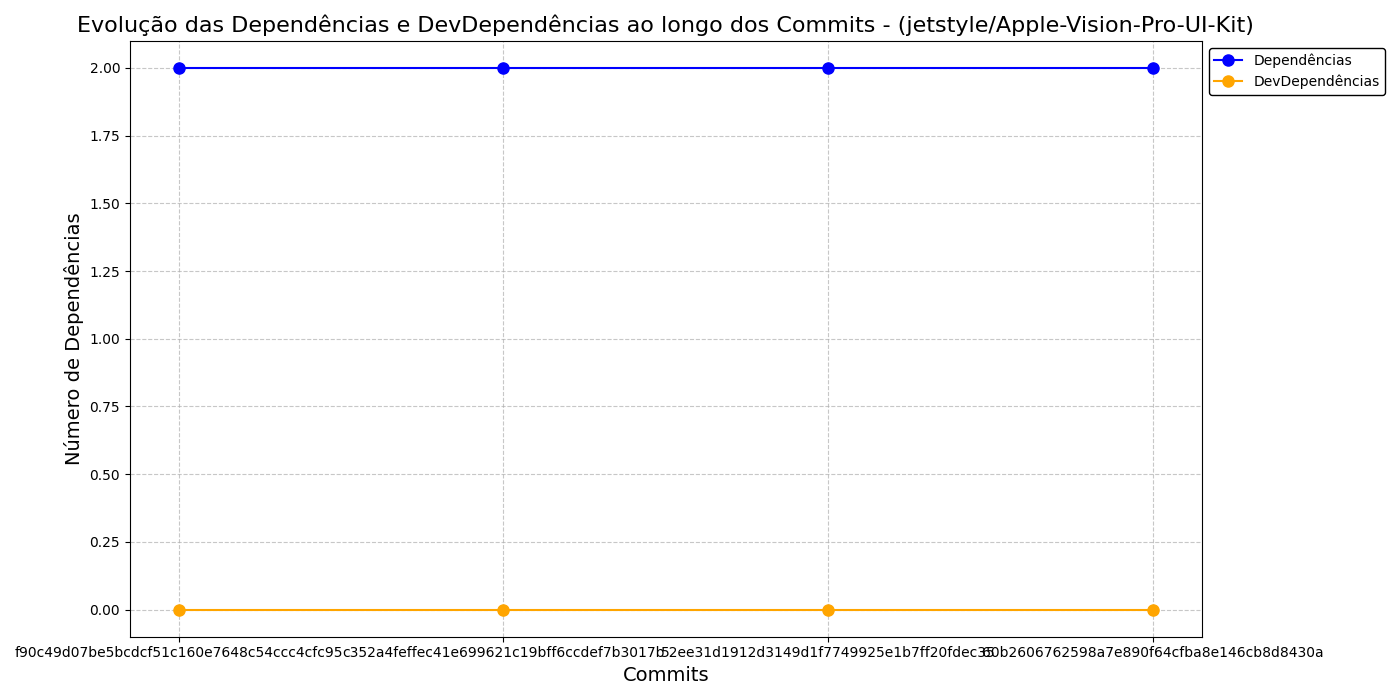 Evolução das Dependências e DevDependências ao longo dos Commits - (jetstyle/Apple-Vision-Pro-UI-Kit)
Dependências
DevDependências
Número de Dependências
2.00
1.75
1.50
1.25
1.00
0.75
0.50
0.25
0.00
f90c49d07be5bcdcf51c160e7648c54ccc4cfc95 c352a4feffec41e699621c19bff6ccdef7b3017b
Commits